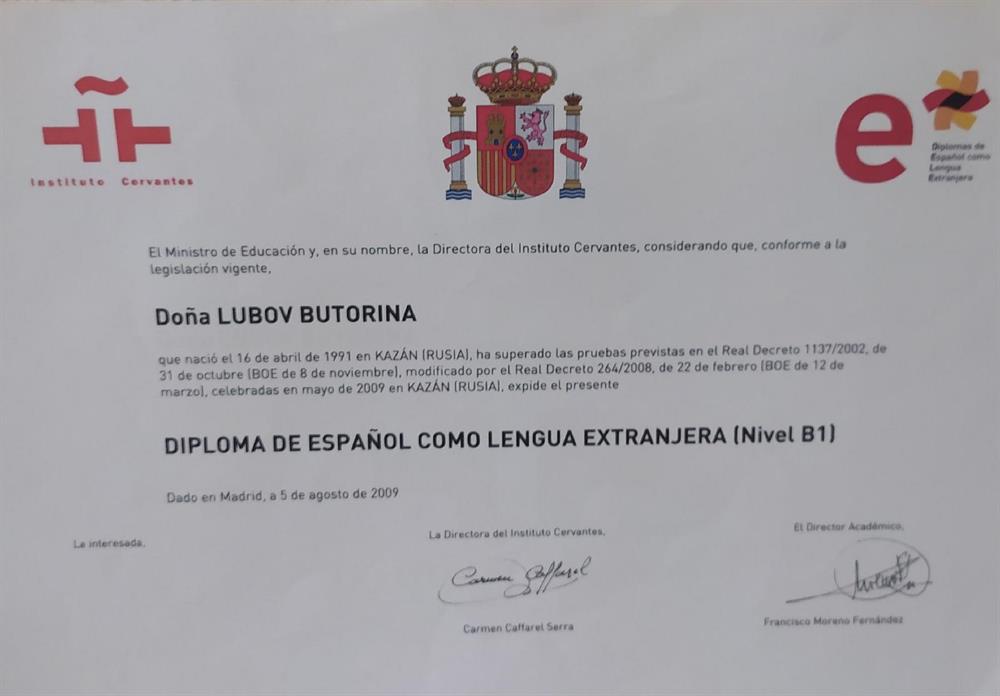 Instituto Cervantes
e
Diplomas de
Español como
Lengua
Extranjera
El Ministro de Educación y, en su nombre, la Directora del Instituto Cervantes, considerando que, conforme a la
legislación vigente,
Doña LUBOV BUTORINA
que nació el 16 de abril de 1991 en KAZÁN (RUSIA), ha superado las pruebas previstas en el Real Decreto 1137/2002, de
31 de octubre (BOE de 8 de noviembre), modificado por el Real Decreto 264/2008, de 22 de febrero (BOE de 12 de
marzo), celebradas en mayo de 2009 en KAZÁN (RUSIA), expide el presente
DIPLOMA DE ESPAÑOL COMO LENGUA EXTRANJERA (Nivel B1)
Dado en Madrid, a 5 de agosto de 2009
La interesada,
La Directora del Instituto Cervantes,
El Director Académico,
Carmen Caffarel
Carmen Caffarel Serra
Francisco Moreno Fernández